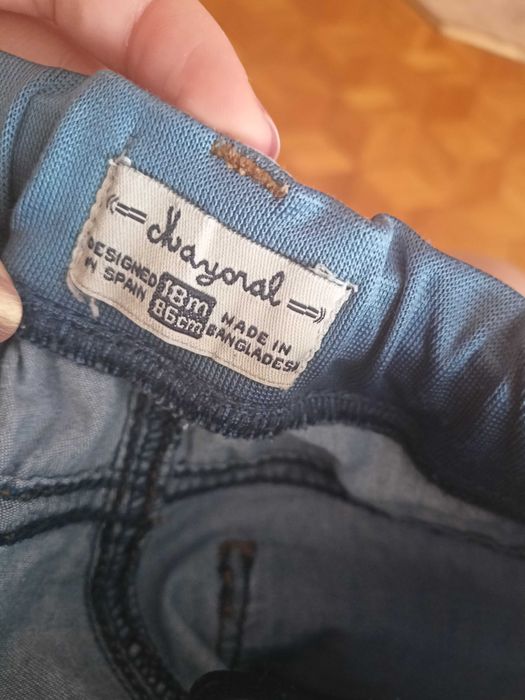 Mayoral
DESIGNED
IN SPAIN
18m
86cm
MADE IN
BANGLADESH